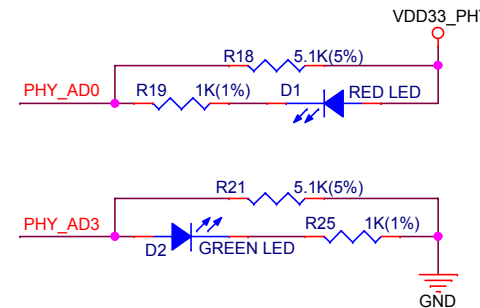 VDD33_PHY
R18 5.1K(5%)
PHY_AD0 R19 1K(1%) D1 RED LED
R21 5.1K(5%)
PHY_AD3 R25 1K(1%)
D2 GREEN LED
GND